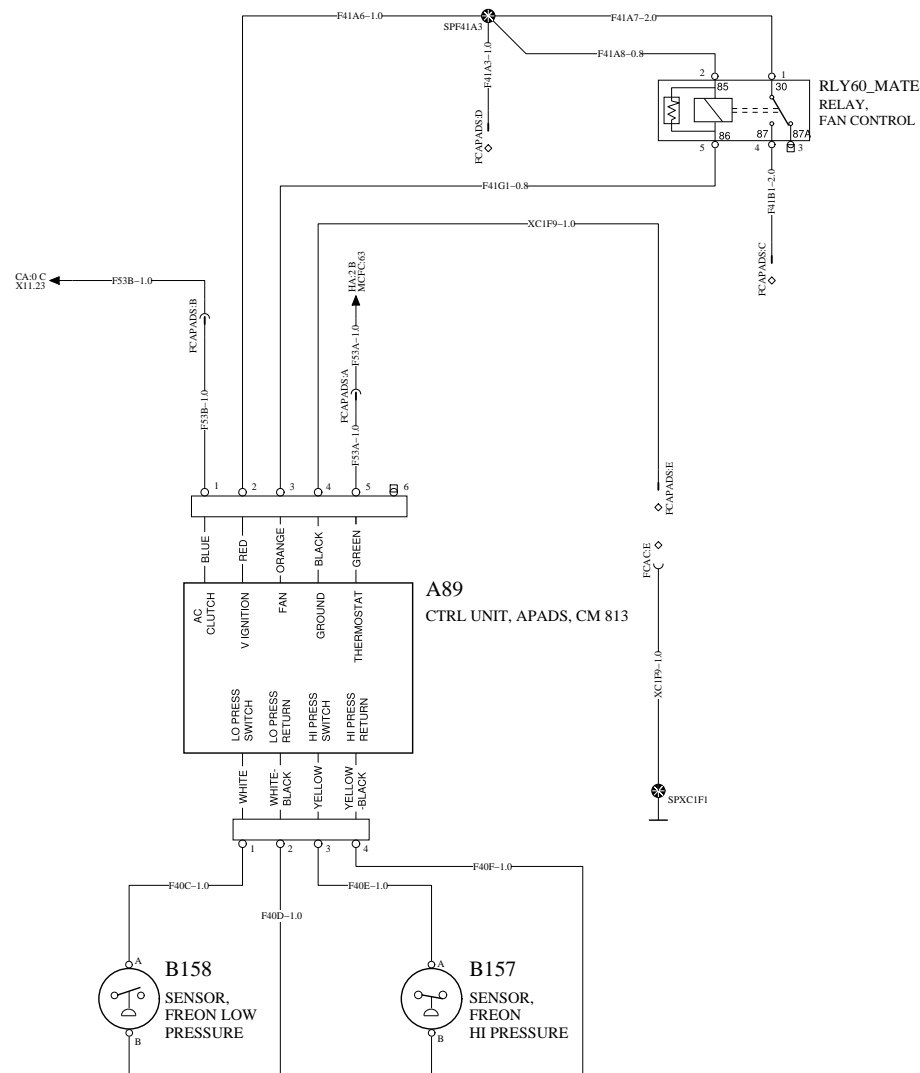 F41A6-1.0
SPF41A3
F41A7-2.0
F41A8-0.8
F41A3-1.0
FCAPADS:D
2
1
85
30
86
87
87A
5
4
3
RLY60_MATE
RELAY,
FAN CONTROL
F41G1-0.8
F41B1-2.0
FCAPADS:C
XC1F9-1.0
CA:0 C
X11.23
F53B-1.0
FCAPADS:B
F53B-1.0
HA:2 B
MCFC:63
F53A-1.0
FCAPADS:A
F53A-1.0
FCAPADS:E
FCAC:E
XC1F9-1.0
SPXC1F1
1
2
3
4
5
6
BLUE
RED
ORANGE
BLACK
GREEN
A89
CTRL UNIT, APADS, CM 813
AC
CLUTCH
V IGNITION
FAN
GROUND
THERMOSTAT
LO PRESS
SWITCH
LO PRESS
RETURN
HI PRESS
SWITCH
HI PRESS
RETURN
WHITE
WHITE-
BLACK
YELLOW
YELLOW
-BLACK
1
2
3
4
F40C-1.0
F40D-1.0
F40E-1.0
F40F-1.0
A
B158
SENSOR,
FREON LOW
PRESSURE
B
A
B157
SENSOR,
FREON
HI PRESSURE
B